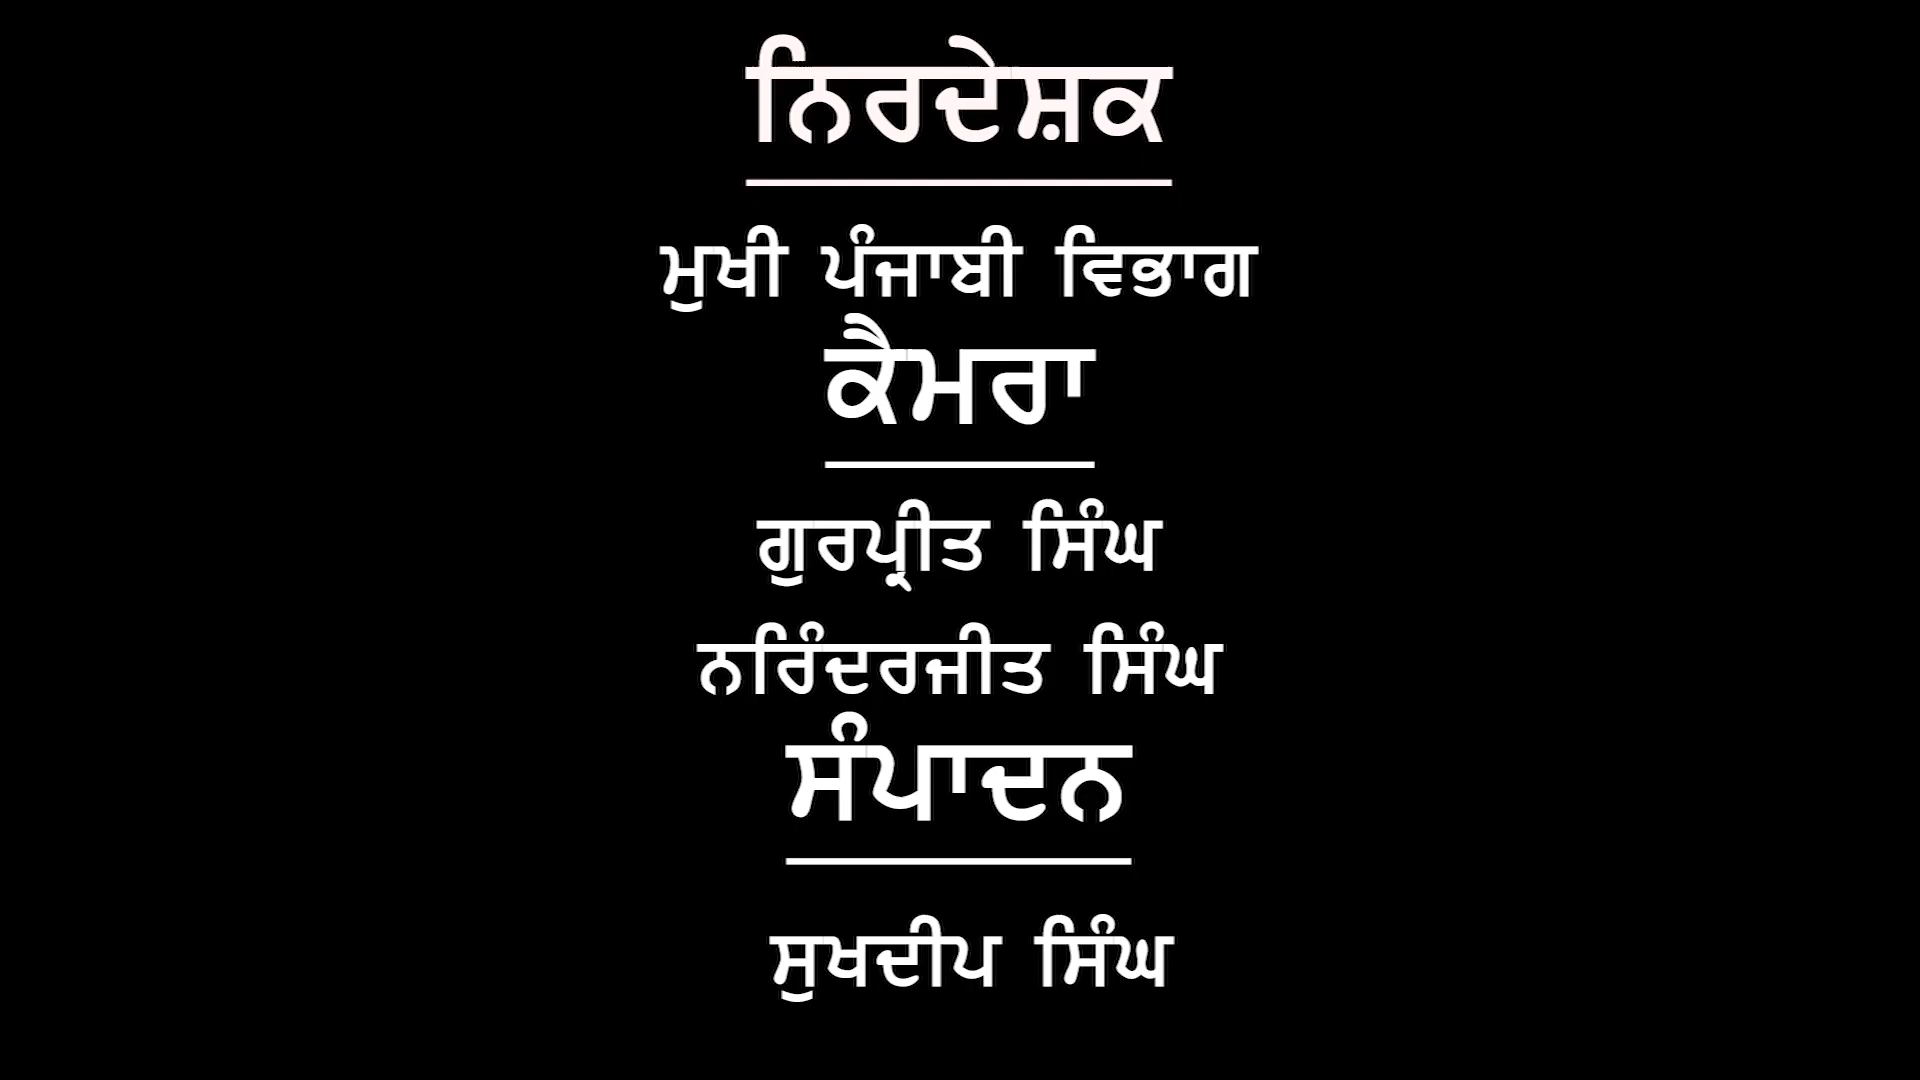 ਨਿਰਦੇਸ਼ਕ
ਮੁਖੀ ਪੰਜਾਬੀ ਵਿਭਾਗ
ਕੈਮਰਾ
ਗੁਰਪ੍ਰੀਤ ਸਿੰਘ
ਨਰਿੰਦਰਜੀਤ ਸਿੰਘ
ਸੰਪਾਦਨ
ਸੁਖਦੀਪ ਸਿੰਘ